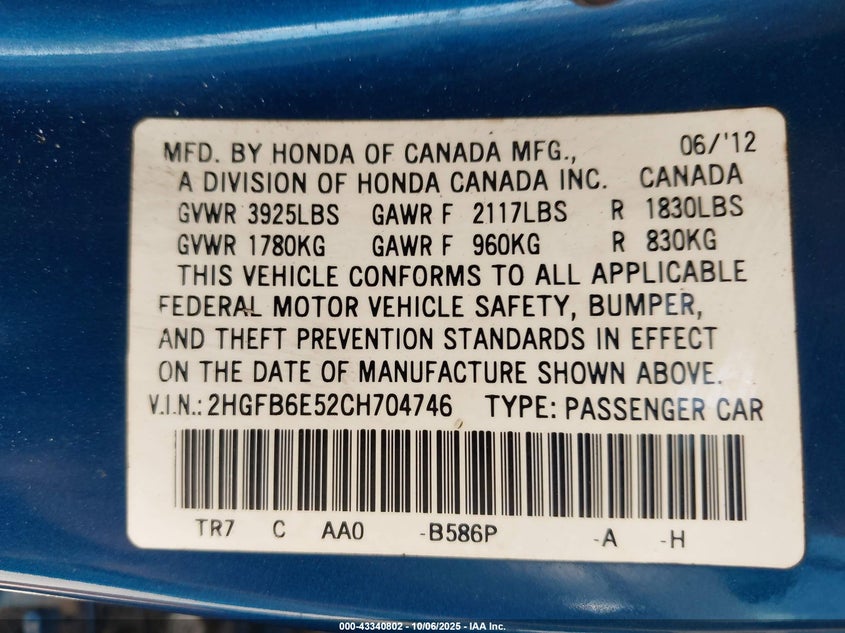 MFD. BY HONDA OF CANADA MFG., 06/'12
A DIVISION OF HONDA CANADA INC. CANADA
GVWR 3925LBS GAWR F 2117LBS R 1830LBS
GVWR 1780KG GAWR F 960KG R 830KG
THIS VEHICLE CONFORMS TO ALL APPLICABLE
FEDERAL MOTOR VEHICLE SAFETY, BUMPER,
AND THEFT PREVENTION STANDARDS IN EFFECT
ON THE DATE OF MANUFACTURE SHOWN ABOVE.
V.I.N.: 2HGFB6E52CH704746 TYPE: PASSENGER CAR
TR7 C AA0 -B586P -A -H
000-43340802 - 10/06/2025 - IAA Inc.